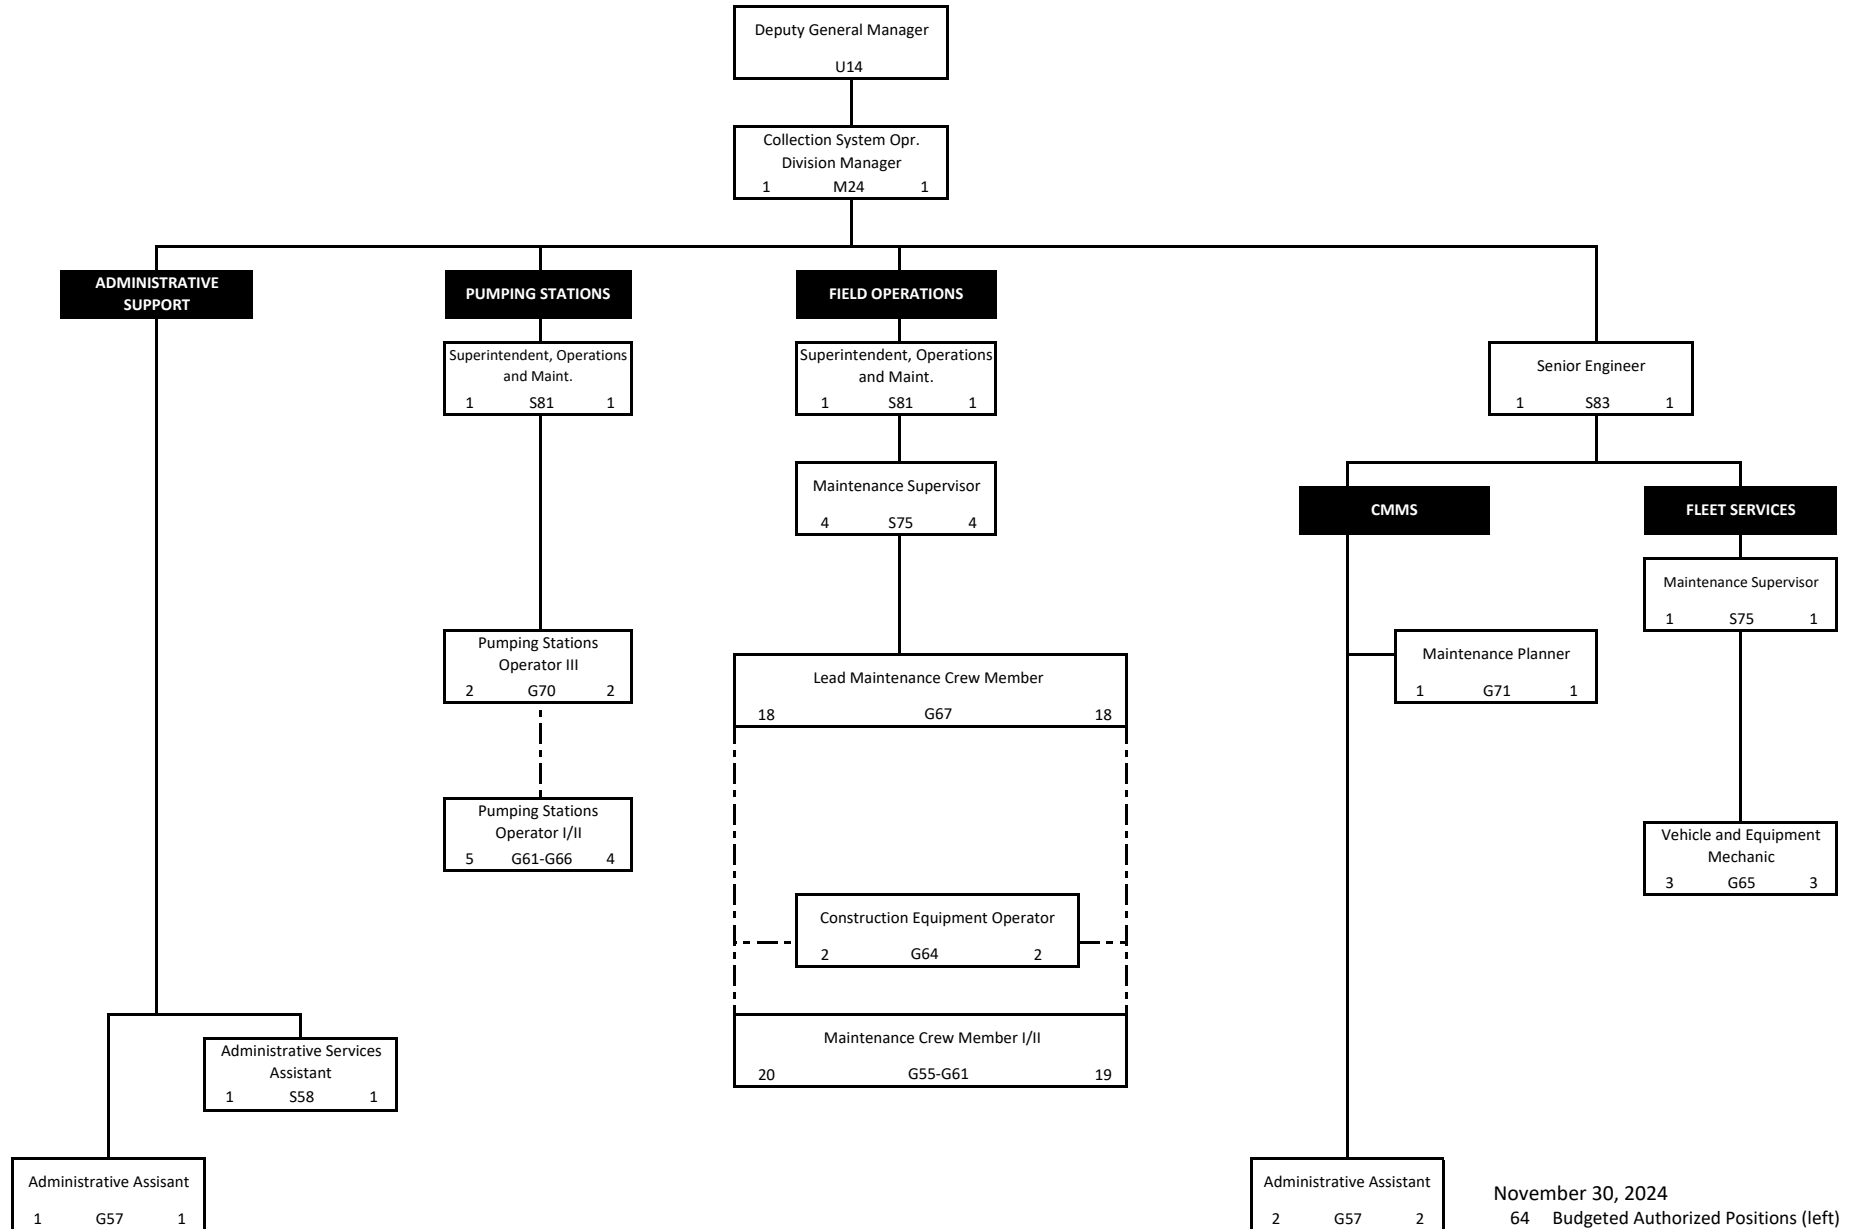 Deputy General Manager
U14
Collection System Opr.
Division Manager
1 M24 1
ADMINISTRATIVE
SUPPORT
PUMPING STATIONS
FIELD OPERATIONS
Superintendent, Operations
and Maint.
1 S81 1
Superintendent, Operations
and Maint.
1 S81 1
Senior Engineer
1 S83 1
Maintenance Supervisor
4 S75 4
CMMS
FLEET SERVICES
Maintenance Supervisor
1 S75 1
Pumping Stations
Operator III
2 G70 2
Lead Maintenance Crew Member
18 G67 18
Maintenance Planner
1 G71 1
Pumping Stations
Operator I/II
5 G61-G66 4
Vehicle and Equipment
Mechanic
3 G65 3
Construction Equipment Operator
2 G64 2
Maintenance Crew Member I/II
20 G55-G61 19
Administrative Services
Assistant
1 S58 1
Administrative Assisant
1 G57 1
Administrative Assistant
2 G57 2
November 30, 2024
64 Budgeted Authorized Positions (left)